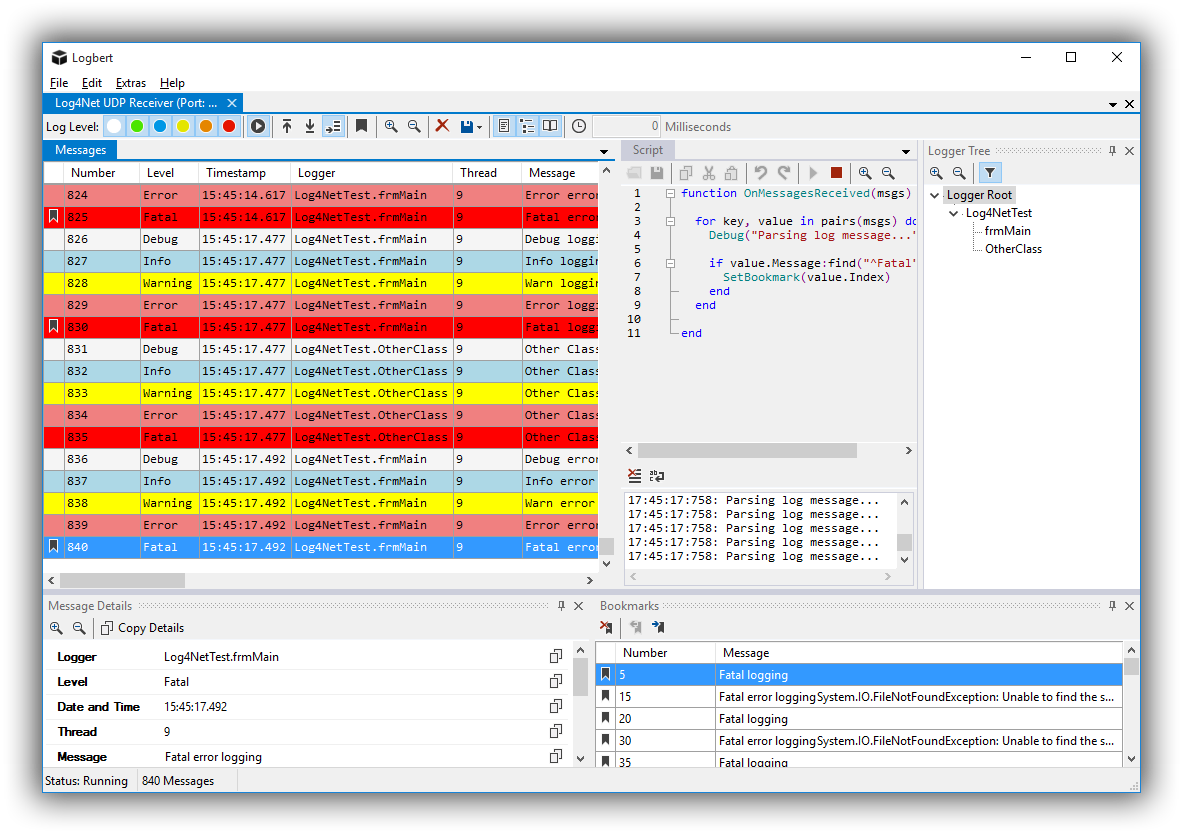 Logbert
File Edit Extras Help
Log4Net UDP Receiver (Port: ...
Log Level: 0 Milliseconds
Messages
Number Level Timestamp Logger Thread Message
824 Error 15:45:14.617 Log4NetTest.frmMain 9 Error erro
825 Fatal 15:45:14.617 Log4NetTest.frmMain 9 Fatal erro
826 Debug 15:45:17.477 Log4NetTest.frmMain 9 Debug loggi
827 Info 15:45:17.477 Log4NetTest.frmMain 9 Info loggin
828 Warning 15:45:17.477 Log4NetTest.frmMain 9 Warn loggin
829 Error 15:45:17.477 Log4NetTest.frmMain 9 Error loggi
830 Fatal 15:45:17.477 Log4NetTest.frmMain 9 Fatal loggi
831 Debug 15:45:17.477 Log4NetTest.OtherClass 9 Other Class
832 Info 15:45:17.477 Log4NetTest.OtherClass 9 Other Class
833 Warning 15:45:17.477 Log4NetTest.OtherClass 9 Other Class
834 Error 15:45:17.477 Log4NetTest.OtherClass 9 Other Class
835 Fatal 15:45:17.477 Log4NetTest.OtherClass 9 Other Class
836 Debug 15:45:17.492 Log4NetTest.frmMain 9 Debug erro
837 Info 15:45:17.492 Log4NetTest.frmMain 9 Info error
838 Warning 15:45:17.492 Log4NetTest.frmMain 9 Warn error
839 Error 15:45:17.492 Log4NetTest.frmMain 9 Error erro
840 Fatal 15:45:17.492 Log4NetTest.frmMain 9 Fatal erro
Script
1 function OnMessagesReceived(msgs)
2
3 for key, value in pairs(msgs) do
4 Debug("Parsing log message..."
5
6 if value.Message:find("^Fatal"
7 SetBookmark(value.Index)
8 end
9 end
10
11 end
17:45:17:758: Parsing log message...
17:45:17:758: Parsing log message...
17:45:17:758: Parsing log message...
17:45:17:758: Parsing log message...
17:45:17:758: Parsing log message...
Logger Tree
Logger Root
Log4NetTest
frmMain
OtherClass
Message Details
Copy Details
Logger Log4NetTest.frmMain
Level Fatal
Date and Time 15:45:17.492
Thread 9
Message Fatal error logging
Bookmarks
Number Message
5 Fatal logging
15 Fatal error loggingSystem.IO.FileNotFoundException: Unable to find the s...
20 Fatal logging
30 Fatal error loggingSystem.IO.FileNotFoundException: Unable to find the s...
35 Fatal logging
Status: Running 840 Messages